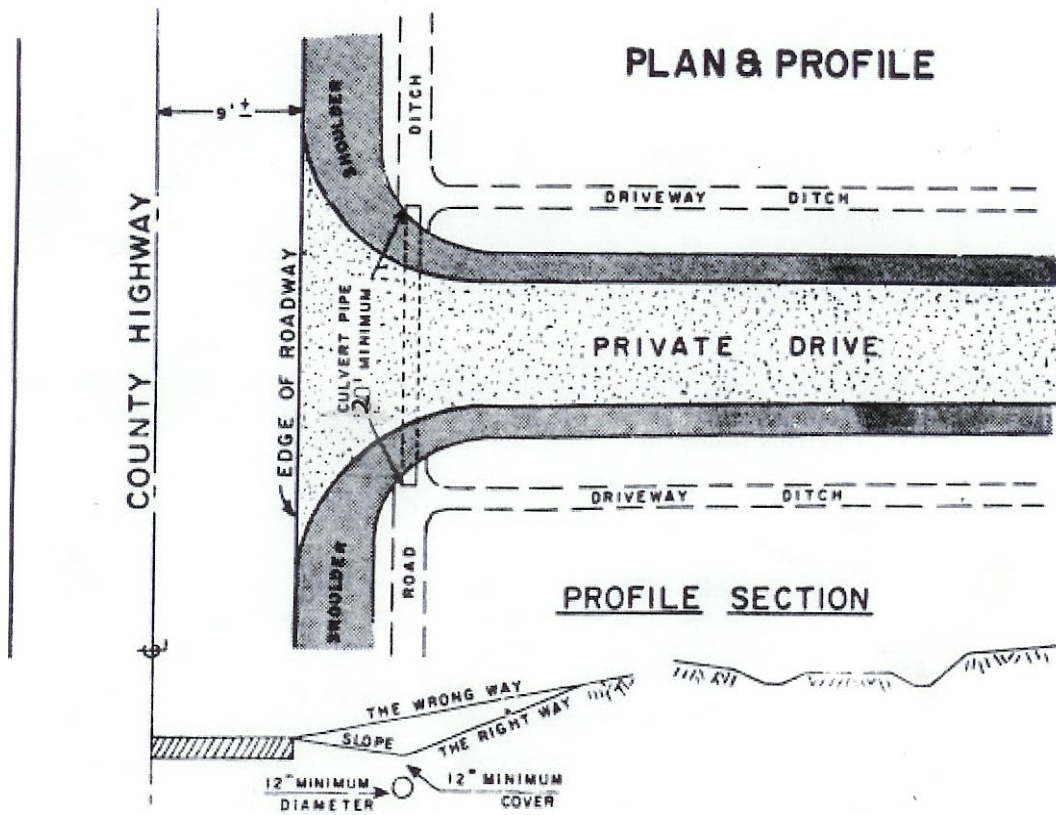 PLAN & PROFILE
9' ±
SHOULDER
DITCH
DRIVEWAY DITCH
COUNTY HIGHWAY
EDGE OF ROADWAY
CULVERT PIPE
20' MINIMUM
PRIVATE DRIVE
DRIVEWAY DITCH
SHOULDER
ROAD
PROFILE SECTION
℄
THE WRONG WAY
SLOPE
THE RIGHT WAY
12" MINIMUM
DIAMETER
12" MINIMUM
COVER